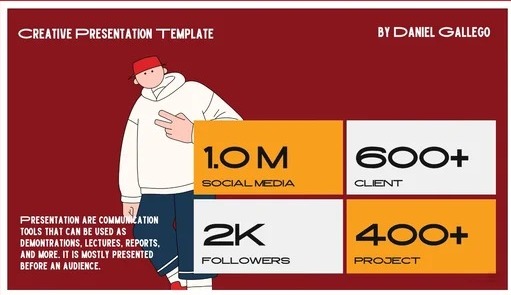 Creative Presentation Template
by Daniel Gallego
1.0 M
SOCIAL MEDIA
600+
CLIENT
2K
FOLLOWERS
400+
PROJECT
Presentation are communication
tools that can be used as
demontrations, lectures, reports,
and more. it is mostly presented
before an audience.